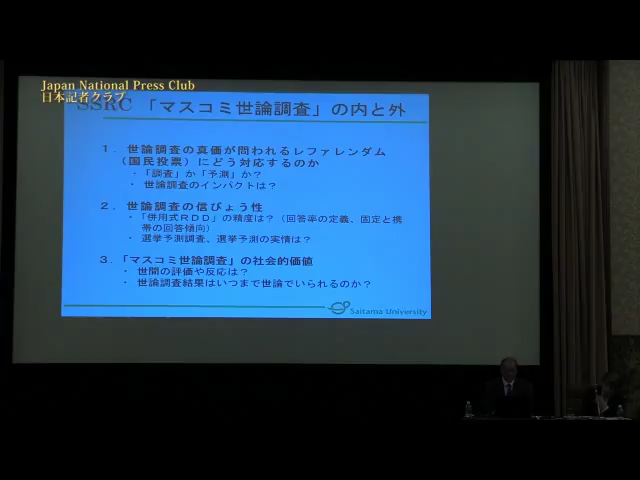 Japan National Press Club
日本記者クラブ
SSRC 「マスコミ世論調査」の内と外
1. 世論調査の真価が問われるレファレンダム
(国民投票)にどう対応するのか
・「調査」か「予測」か?
・ 世論調査のインパクトは?
2. 世論調査の信ぴょう性
・「併用式RDD」の精度は?(回答率の定義、固定と携
帯の回答傾向)
・ 選挙予測調査、選挙予測の実情は?
3.「マスコミ世論調査」の社会的価値
・ 世間の評価や反応は?
・ 世論調査結果はいつまで世論でいられるのか?
Saitama University